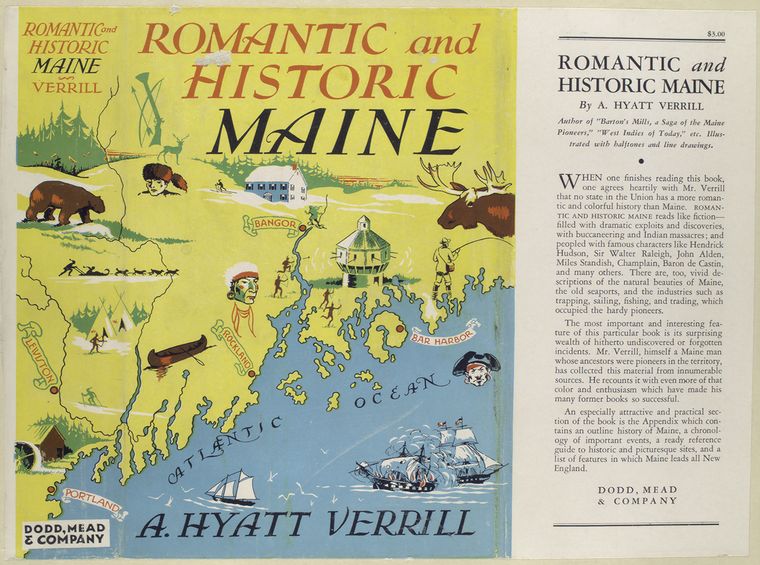 ROMANTIC and
HISTORIC
MAINE
VERRILL
DODD, MEAD
& COMPANY
ROMANTIC and
HISTORIC
MAINE
BANGOR
LEWISTON
ROCKLAND
BAR HARBOR
PORTLAND
ATLANTIC OCEAN
A. HYATT VERRILL
$3.00
ROMANTIC and
HISTORIC MAINE
By A. HYATT VERRILL
Author of "Barton's Mills, a Saga of the Maine
Pioneers," "West Indies of Today," etc. Illus-
trated with halftones and line drawings.
WHEN one finishes reading this book,
one agrees heartily with Mr. Verrill
that no state in the Union has a more roman-
tic and colorful history than Maine. ROMAN-
TIC AND HISTORIC MAINE reads like fiction—
filled with dramatic exploits and discoveries,
with buccaneering and Indian massacres; and
peopled with famous characters like Hendrick
Hudson, Sir Walter Raleigh, John Alden,
Miles Standish, Champlain, Baron de Castin,
and many others. There are, too, vivid de-
scriptions of the natural beauties of Maine,
the old seaports, and the industries such as
trapping, sailing, fishing, and trading, which
occupied the hardy pioneers.
The most important and interesting fea-
ture of this particular book is its surprising
wealth of hitherto undiscovered or forgotten
incidents. Mr. Verrill, himself a Maine man
whose ancestors were pioneers in the territory,
has collected this material from innumerable
sources. He recounts it with even more of that
color and enthusiasm which have made his
many former books so successful.
An especially attractive and practical sec-
tion of the book is the Appendix which con-
tains an outline history of Maine, a chronol-
ogy of important events, a ready reference
guide to historic and picturesque sites, and a
list of features in which Maine leads all New
England.
DODD, MEAD
& COMPANY